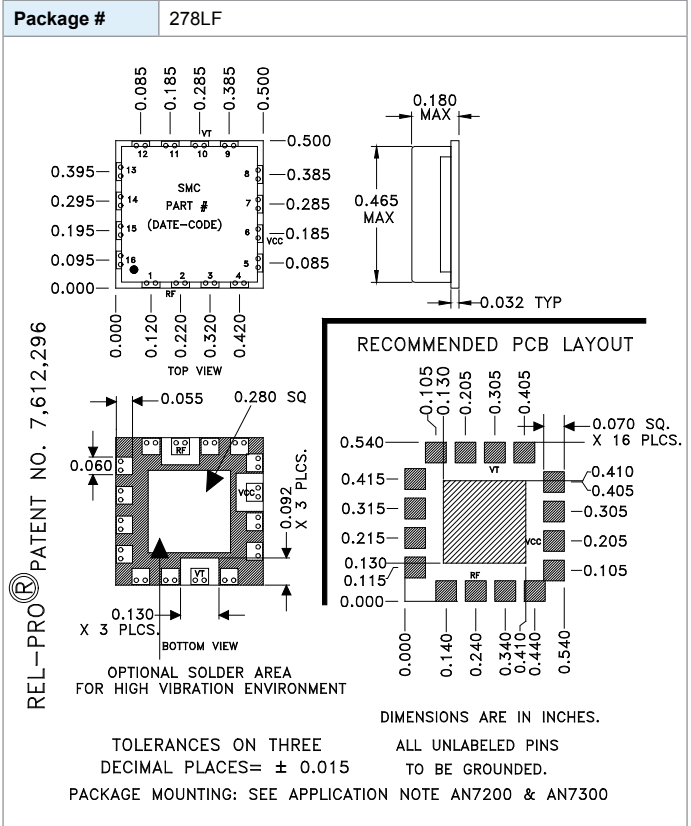 Package # 278LF
0.085 0.185 0.285 0.385 0.500
VT
12 11 10 9
0.500
0.395 13 8 0.385
0.295 14 7 0.285
0.195 15 6 0.185
VCC
0.095 16 5 0.085
0.000
SMC
PART #
(DATE-CODE)
1 2 3 4
RF
0.000 0.120 0.220 0.320 0.420
TOP VIEW
0.180
MAX
0.465
MAX
0.032 TYP
REL-PRO® PATENT NO. 7,612,296
0.055 0.280 SQ
RF
0.060
VCC
0.092
X 3 PLCS.
VT
0.130
X 3 PLCS.
BOTTOM VIEW
OPTIONAL SOLDER AREA
FOR HIGH VIBRATION ENVIRONMENT
RECOMMENDED PCB LAYOUT
0.105 0.130 0.205 0.305 0.405
0.070 SQ.
X 16 PLCS.
0.540
VT
0.415 0.410
0.405
0.315 0.305
0.215 VCC 0.205
0.130
0.115 0.105
RF
0.000
0.000 0.140 0.240 0.340 0.410 0.440 0.540
DIMENSIONS ARE IN INCHES.
TOLERANCES ON THREE
DECIMAL PLACES= ± 0.015
ALL UNLABELED PINS
TO BE GROUNDED.
PACKAGE MOUNTING: SEE APPLICATION NOTE AN7200 & AN7300